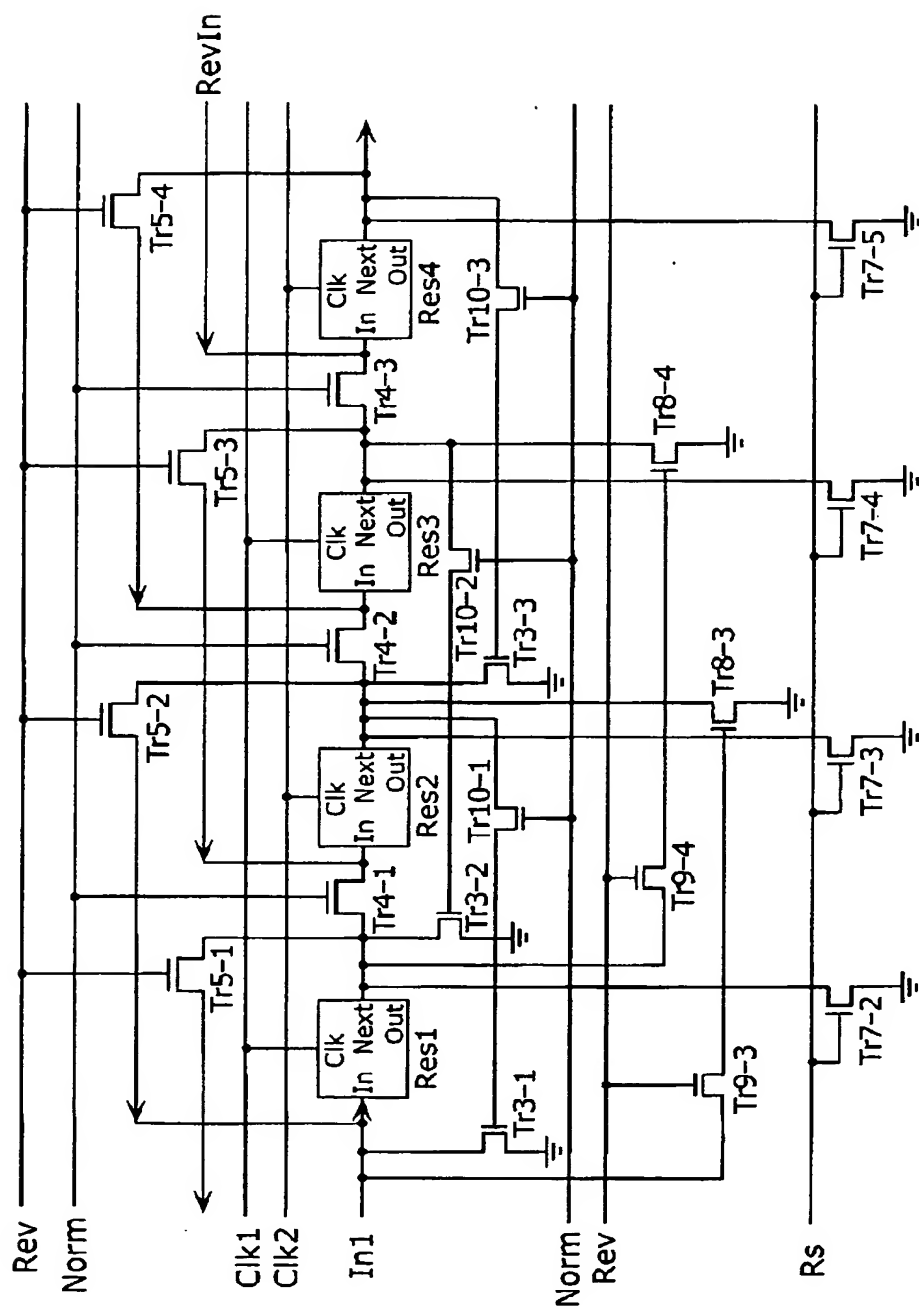 Rev
Norm
RevIn
Clk1
Clk2
In1
Norm
Rev
Rs
Tr5-1
Tr5-2
Tr5-3
Tr5-4
Clk
In Next
Out
Res1
Clk
In Next
Out
Res2
Clk
In Next
Out
Res3
Clk
In Next
Out
Res4
Tr4-1
Tr4-2
Tr4-3
Tr3-1
Tr3-2
Tr10-1
Tr3-3
Tr10-2
Tr10-3
Tr9-3
Tr9-4
Tr8-3
Tr8-4
Tr7-2
Tr7-3
Tr7-4
Tr7-5